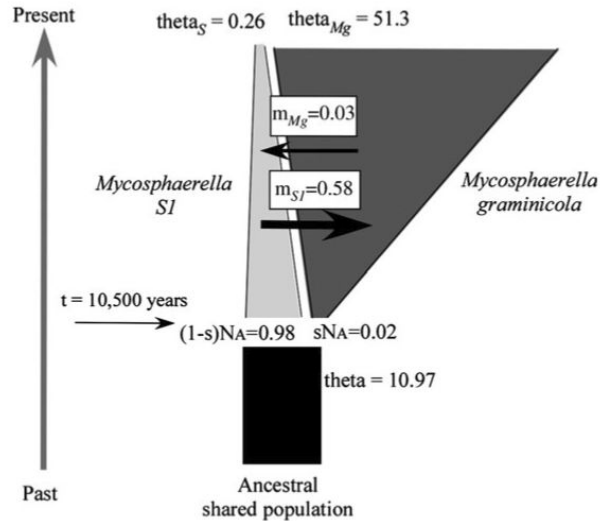 Present
theta_S = 0.26 theta_Mg = 51.3
m_Mg=0.03
Mycosphaerella
S1
m_S1=0.58
Mycosphaerella
graminicola
t = 10,500 years
(1-s)NA=0.98 sNA=0.02
theta = 10.97
Past
Ancestral
shared population